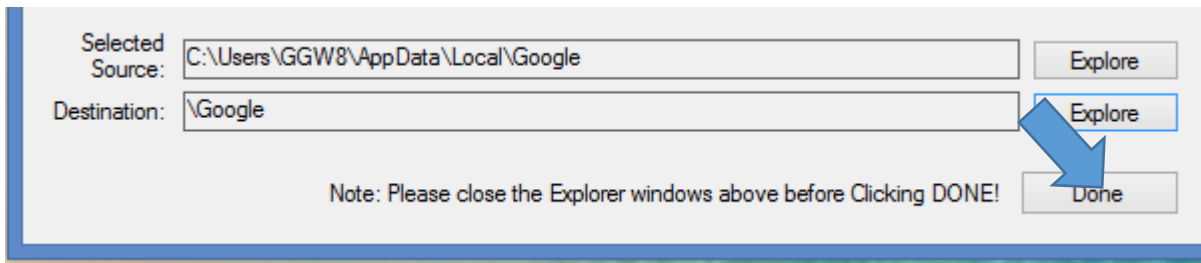 Selected
Source:
C:\Users\GGW8\AppData\Local\Google
Explore
Destination:
\Google
Explore
Note: Please close the Explorer windows above before Clicking DONE!
Done